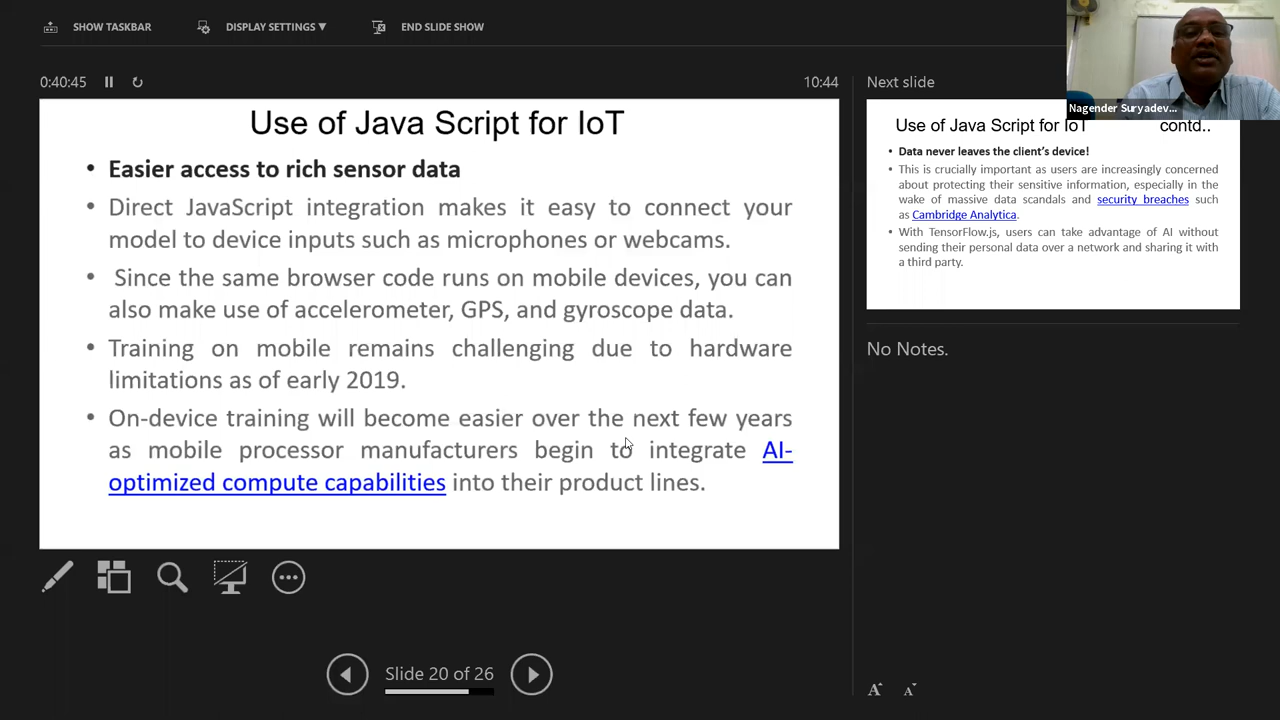 SHOW TASKBAR
DISPLAY SETTINGS ▼
END SLIDE SHOW
0:40:45
10:44
Use of Java Script for IoT
• Easier access to rich sensor data
• Direct JavaScript integration makes it easy to connect your
model to device inputs such as microphones or webcams.
• Since the same browser code runs on mobile devices, you can
also make use of accelerometer, GPS, and gyroscope data.
• Training on mobile remains challenging due to hardware
limitations as of early 2019.
• On-device training will become easier over the next few years
as mobile processor manufacturers begin to integrate AI-
optimized compute capabilities into their product lines.
Slide 20 of 26
Next slide
Nagender Suryadev...
Use of Java Script for IoT contd..
• Data never leaves the client's device!
• This is crucially important as users are increasingly concerned
about protecting their sensitive information, especially in the
wake of massive data scandals and security breaches such
as Cambridge Analytica.
• With TensorFlow.js, users can take advantage of AI without
sending their personal data over a network and sharing it with
a third party.
No Notes.
A A